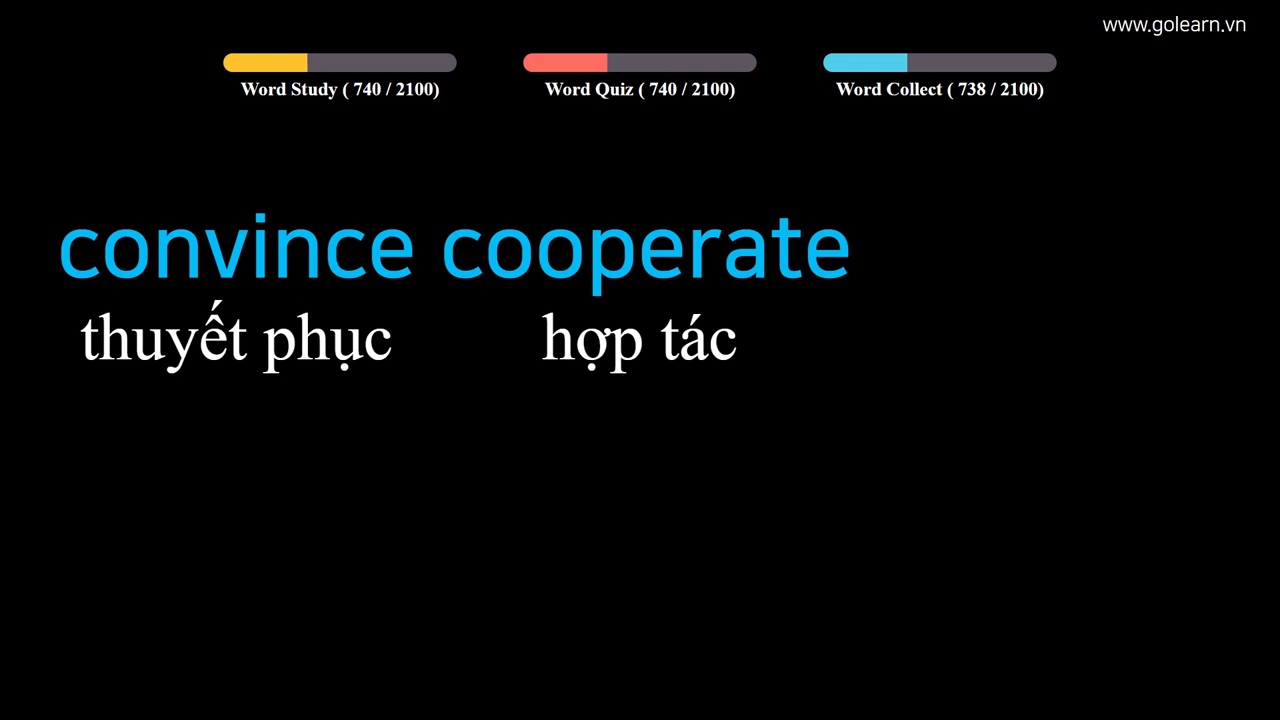 www.golearn.vn
Word Study ( 740 / 2100) Word Quiz ( 740 / 2100) Word Collect ( 738 / 2100)
convince cooperate
thuyết phục hợp tác